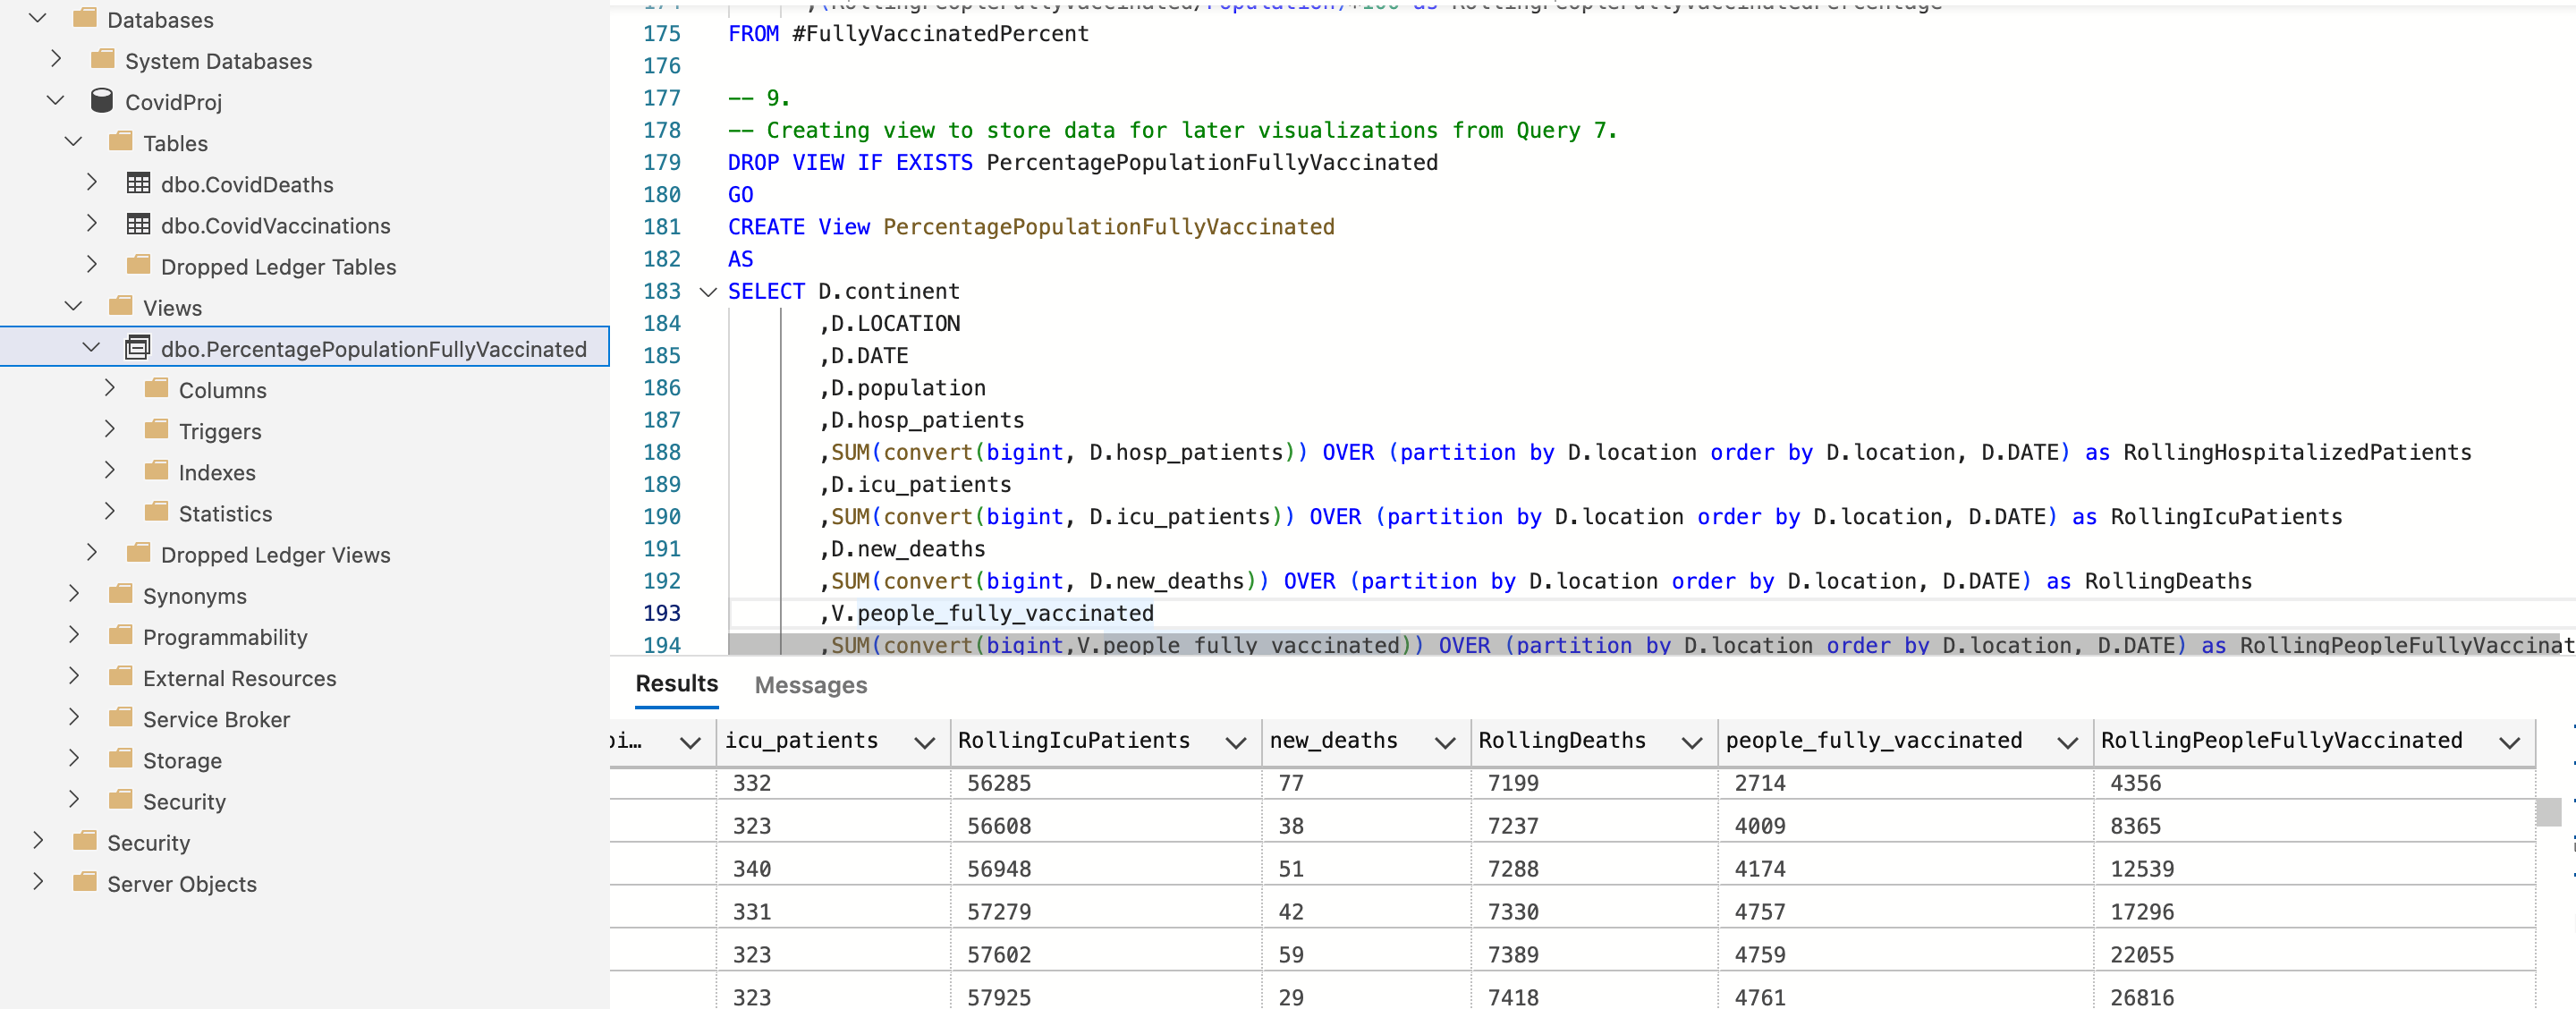 Databases
System Databases
CovidProj
Tables
dbo.CovidDeaths
dbo.CovidVaccinations
Dropped Ledger Tables
Views
dbo.PercentagePopulationFullyVaccinated
Columns
Triggers
Indexes
Statistics
Dropped Ledger Views
Synonyms
Programmability
External Resources
Service Broker
Storage
Security
Security
Server Objects
174 ,(RollingPeopleFullyVaccinated/Population)*100 as RollingPeopleFullyVaccinatedPercentage
175 FROM #FullyVaccinatedPercent
176
177 -- 9.
178 -- Creating view to store data for later visualizations from Query 7.
179 DROP VIEW IF EXISTS PercentagePopulationFullyVaccinated
180 GO
181 CREATE View PercentagePopulationFullyVaccinated
182 AS
183 SELECT D.continent
184 ,D.LOCATION
185 ,D.DATE
186 ,D.population
187 ,D.hosp_patients
188 ,SUM(convert(bigint, D.hosp_patients)) OVER (partition by D.location order by D.location, D.DATE) as RollingHospitalizedPatients
189 ,D.icu_patients
190 ,SUM(convert(bigint, D.icu_patients)) OVER (partition by D.location order by D.location, D.DATE) as RollingIcuPatients
191 ,D.new_deaths
192 ,SUM(convert(bigint, D.new_deaths)) OVER (partition by D.location order by D.location, D.DATE) as RollingDeaths
193 ,V.people_fully_vaccinated
194 ,SUM(convert(bigint,V.people_fully_vaccinated)) OVER (partition by D.location order by D.location, D.DATE) as RollingPeopleFullyVaccinat
Results Messages
pi… icu_patients RollingIcuPatients new_deaths RollingDeaths people_fully_vaccinated RollingPeopleFullyVaccinated
332 56285 77 7199 2714 4356
323 56608 38 7237 4009 8365
340 56948 51 7288 4174 12539
331 57279 42 7330 4757 17296
323 57602 59 7389 4759 22055
323 57925 29 7418 4761 26816